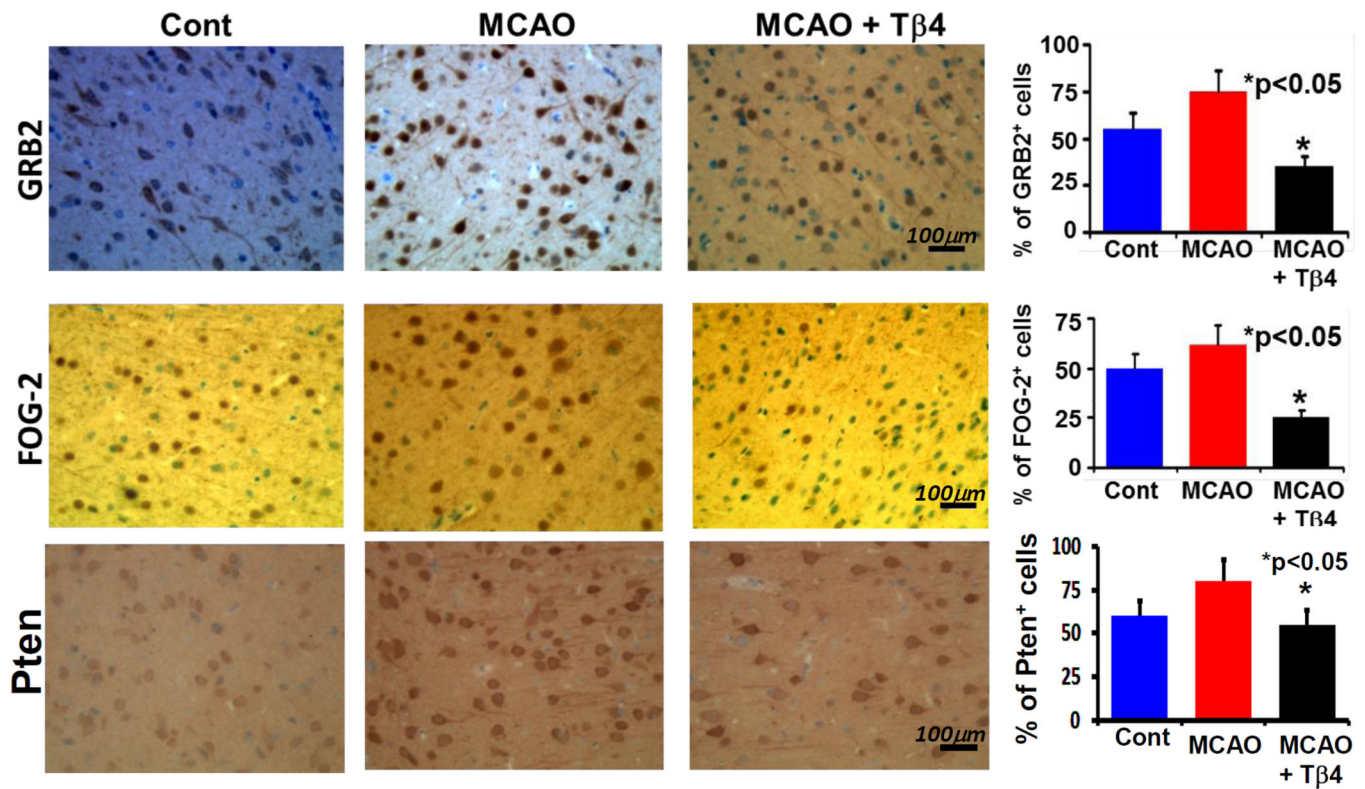 Cont
MCAO
MCAO + Tβ4
GRB2
100μm
% of GRB2⁺ cells
100
75
50
25
0
*p<0.05
*
Cont
MCAO
MCAO
+ Tβ4
FOG-2
100μm
% of FOG-2⁺ cells
75
50
25
0
*p<0.05
*
Cont
MCAO
MCAO
+ Tβ4
Pten
100μm
% of Pten⁺ cells
100
75
50
25
0
*p<0.05
*
Cont
MCAO
MCAO
+ Tβ4